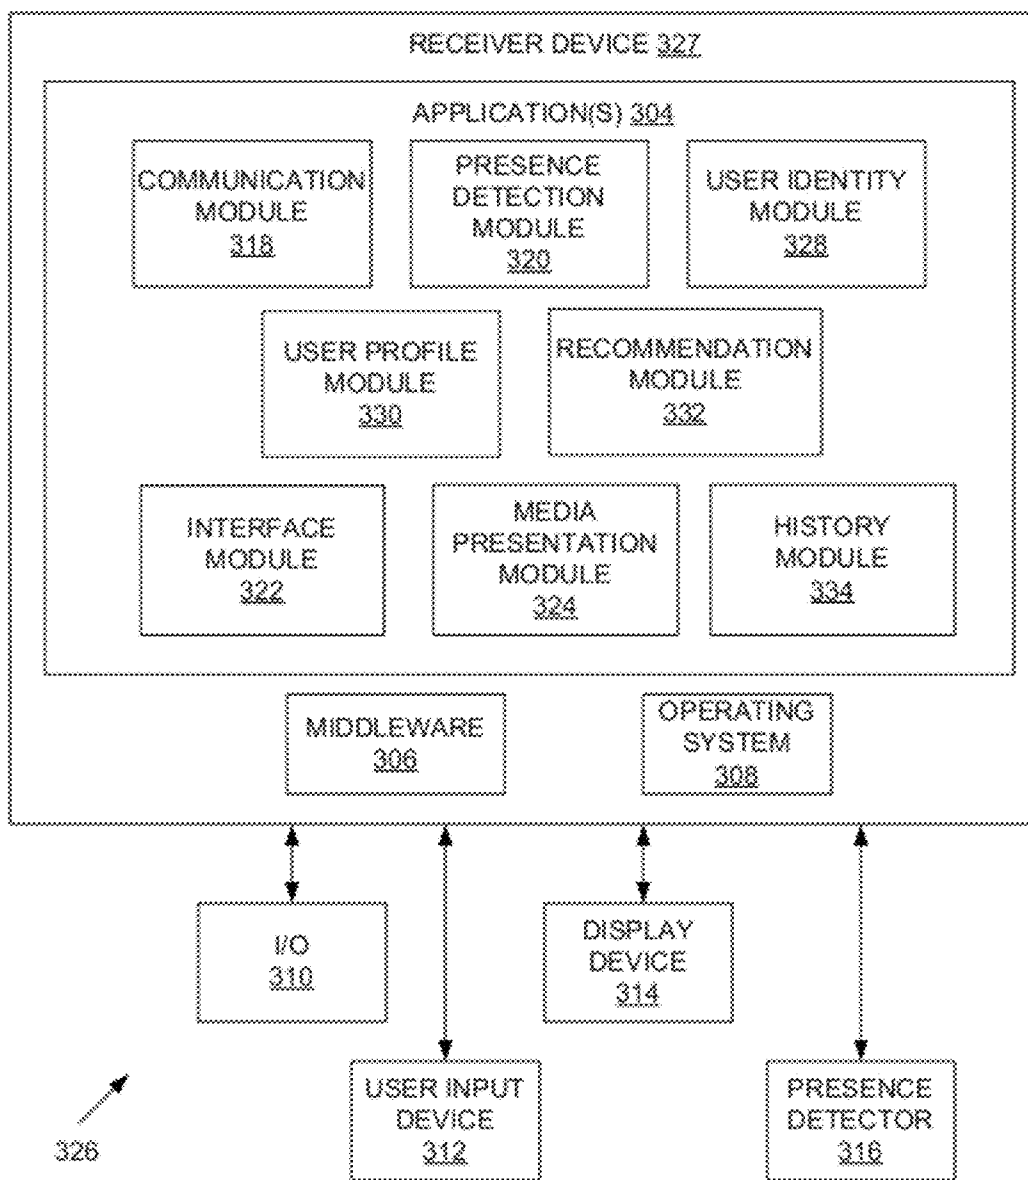 RECEIVER DEVICE 327
APPLICATION(S) 304
COMMUNICATION
MODULE
318
PRESENCE
DETECTION
MODULE
320
USER IDENTITY
MODULE
328
USER PROFILE
MODULE
330
RECOMMENDATION
MODULE
332
INTERFACE
MODULE
322
MEDIA
PRESENTATION
MODULE
324
HISTORY
MODULE
334
MIDDLEWARE
306
OPERATING
SYSTEM
308
I/O
310
DISPLAY
DEVICE
314
USER INPUT
DEVICE
312
PRESENCE
DETECTOR
316
326